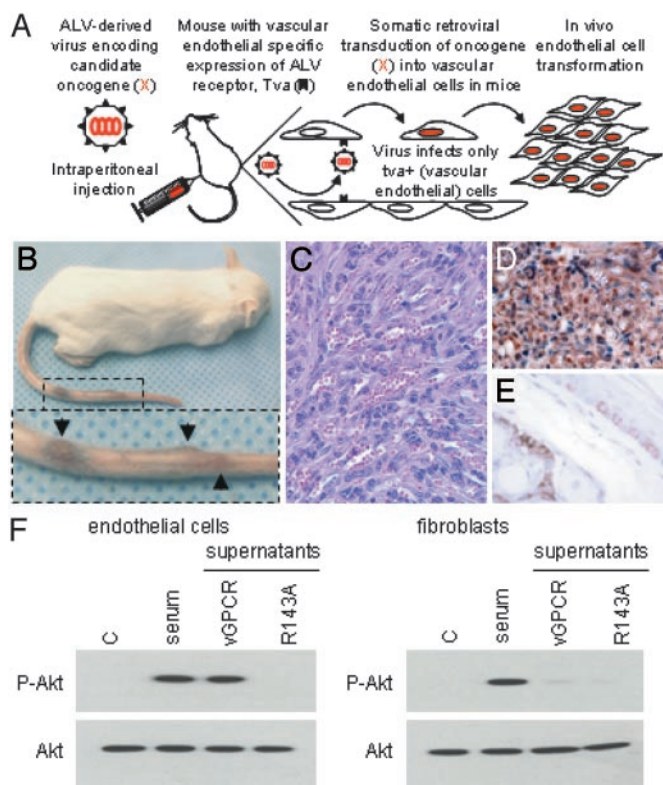 A
ALV-derived
virus encoding
candidate
oncogene (X)
Intraperitoneal
injection
Mouse with vascular
endothelial specific
expression of ALV
receptor, Tva ( )
Somatic retroviral
transduction of oncogene
(X) into vascular
endothelial cells in mice
Virus infects only
tva+ (vascular
endothelial) cells
In vivo
endothelial cell
transformation
B
C
D
E
F
endothelial cells
supernatants
C
serum
vGPCR
R143A
P-Akt
Akt
fibroblasts
supernatants
C
serum
vGPCR
R143A
P-Akt
Akt